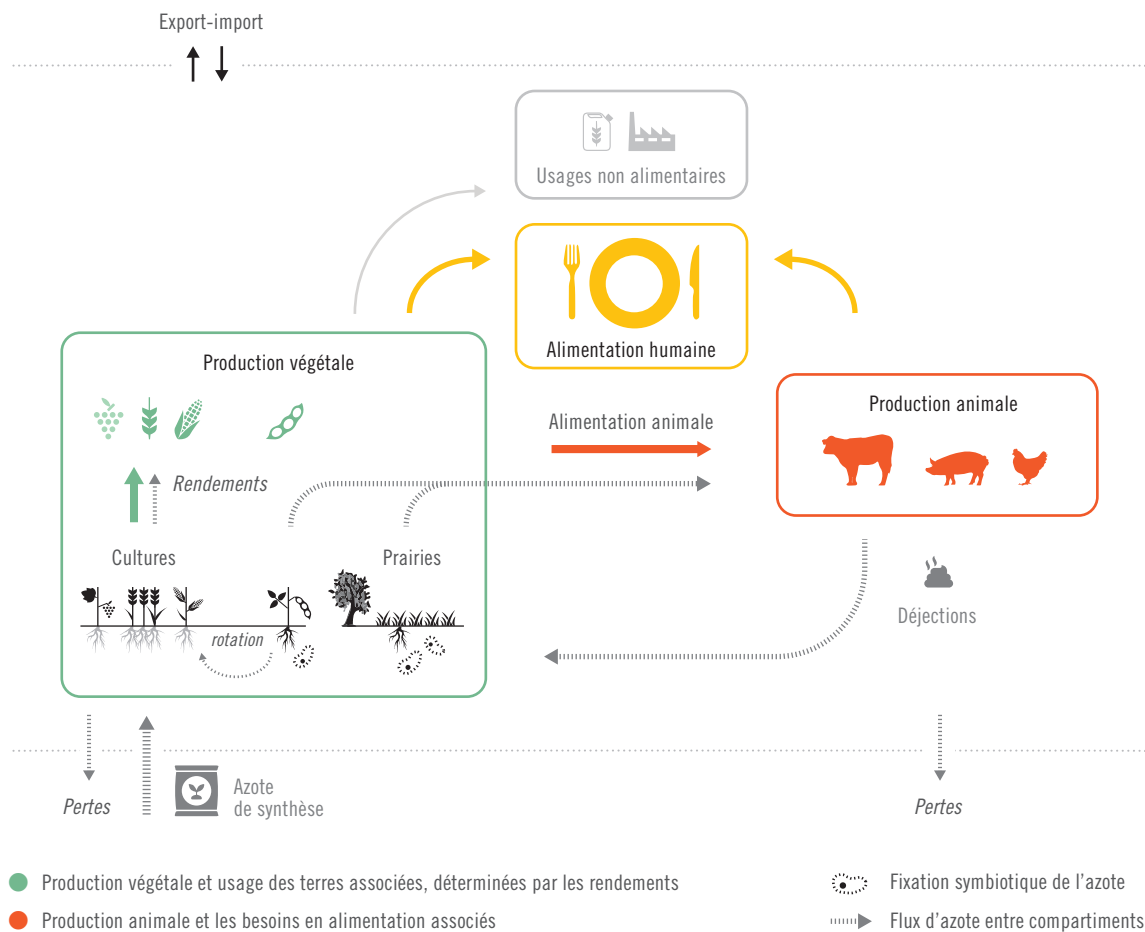 Export-import
Usages non alimentaires
Alimentation humaine
Production végétale
Production animale
Alimentation animale
Rendements
Cultures
Prairies
rotation
Déjections
Azote
de synthèse
Pertes
Pertes
Production végétale et usage des terres associées, déterminées par les rendements
Fixation symbiotique de l'azote
Production animale et les besoins en alimentation associés
Flux d'azote entre compartiments